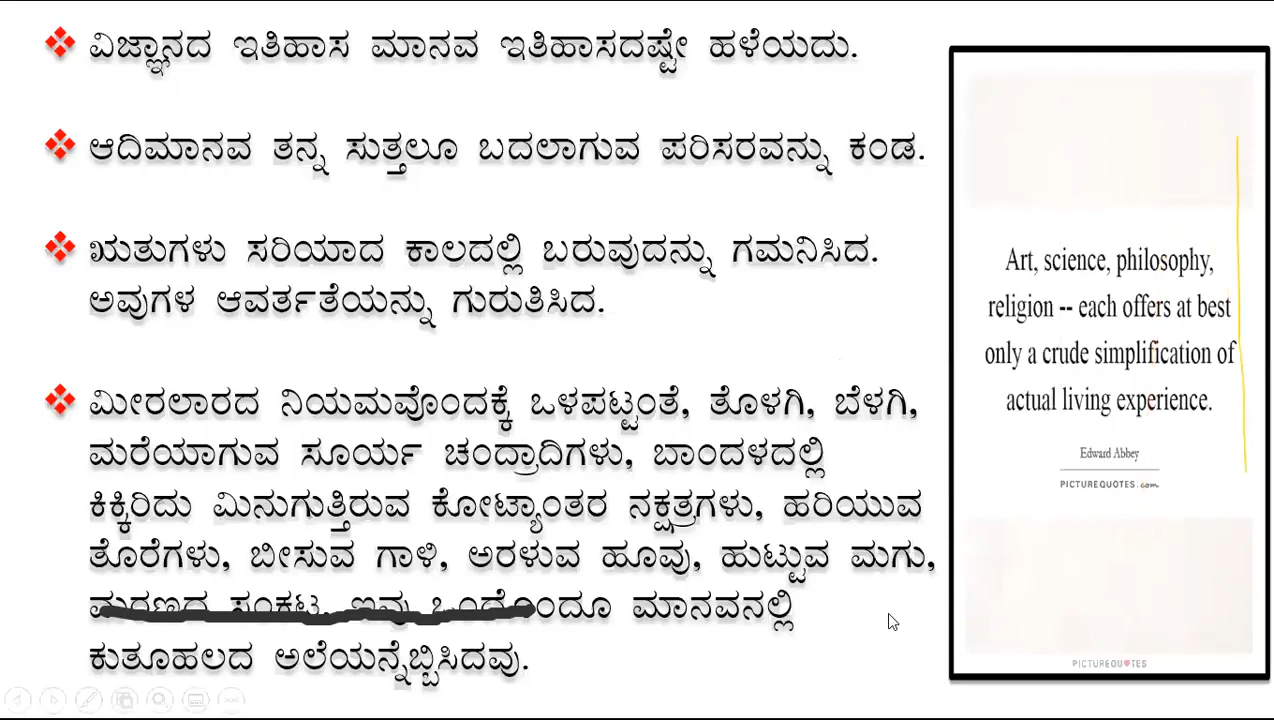 ವಿಜ್ಞಾನದ ಇತಿಹಾಸ ಮಾನವ ಇತಿಹಾಸದಷ್ಟೇ ಹಳೆಯದು.
ಆದಿಮಾನವ ತನ್ನ ಸುತ್ತಲೂ ಬದಲಾಗುವ ಪರಿಸರವನ್ನು ಕಂಡ.
ಋತುಗಳು ಸರಿಯಾದ ಕಾಲದಲ್ಲಿ ಬರುವುದನ್ನು ಗಮನಿಸಿದ.
ಅವುಗಳ ಆವರ್ತತೆಯನ್ನು ಗುರುತಿಸಿದ.
ಮೀರಲಾರದ ನಿಯಮವೊಂದಕ್ಕೆ ಒಳಪಟ್ಟಂತೆ, ತೊಳಗಿ, ಬೆಳಗಿ,
ಮರೆಯಾಗುವ ಸೂರ್ಯ ಚಂದ್ರಾದಿಗಳು, ಬಾಂದಳದಲ್ಲಿ
ಕಿಕ್ಕಿರಿದು ಮಿನುಗುತ್ತಿರುವ ಕೋಟ್ಯಾಂತರ ನಕ್ಷತ್ರಗಳು, ಹರಿಯುವ
ತೊರೆಗಳು, ಬೀಸುವ ಗಾಳಿ, ಅರಳುವ ಹೂವು, ಹುಟ್ಟುವ ಮಗು,
ಮರಣದ ಸಂಕಟ, ಇವು ಒಂದೊಂದೂ ಮಾನವನಲ್ಲಿ
ಕುತೂಹಲದ ಅಲೆಯನ್ನೆಬ್ಬಿಸಿದವು.
Art, science, philosophy,
religion -- each offers at best
only a crude simplification of
actual living experience.
Edward Abbey
PICTUREQUOTES.com
PICTUREQUOTES